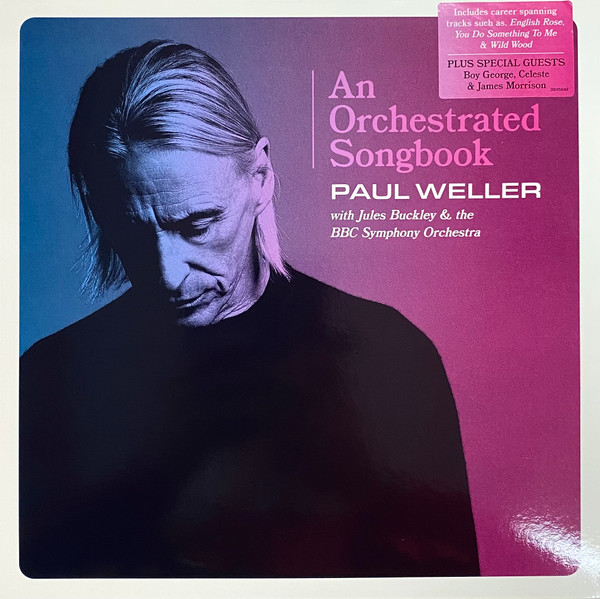 Includes career spanning
tracks such as, English Rose,
You Do Something To Me
& Wild Wood
PLUS SPECIAL GUESTS
Boy George, Celeste
& James Morrison
An
Orchestrated
Songbook
PAUL WELLER
with Jules Buckley & the
BBC Symphony Orchestra